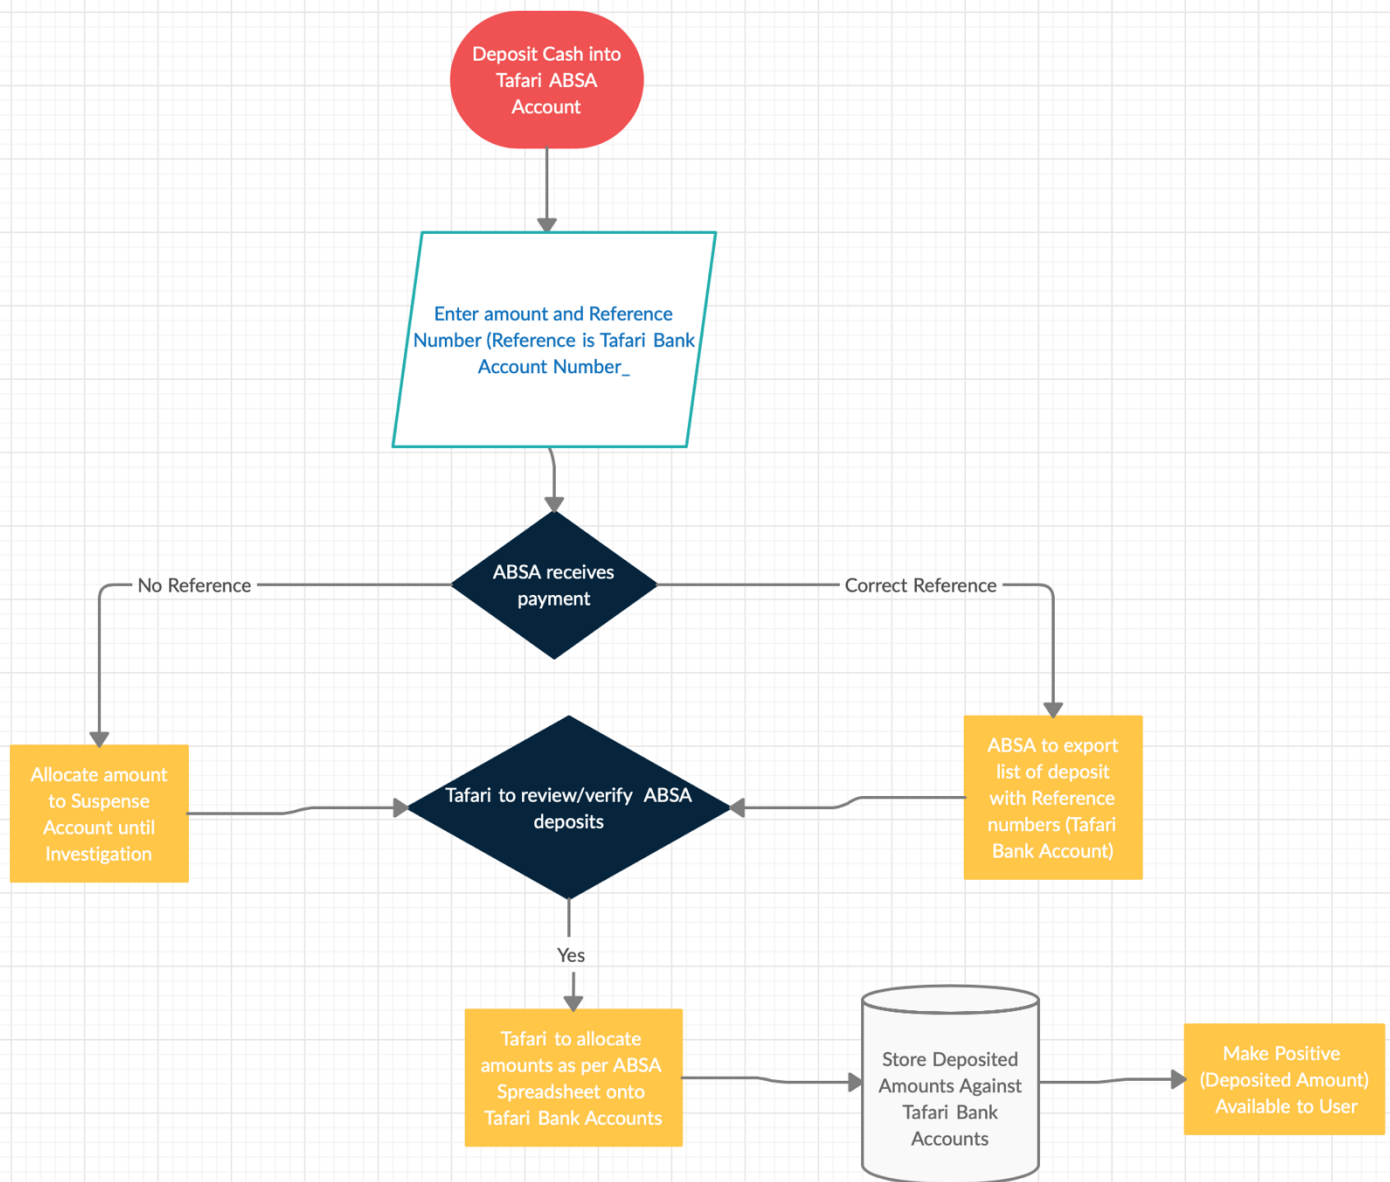 Deposit Cash into
Tafari ABSA
Account
Enter amount and Reference
Number (Reference is Tafari Bank
Account Number_
ABSA receives
payment
No Reference
Correct Reference
Allocate amount
to Suspense
Account until
Investigation
Tafari to review/verify ABSA
deposits
ABSA to export
list of deposit
with Reference
numbers (Tafari
Bank Account)
Yes
Tafari to allocate
amounts as per ABSA
Spreadsheet onto
Tafari Bank Accounts
Store Deposited
Amounts Against
Tafari Bank
Accounts
Make Positive
(Deposited Amount)
Available to User